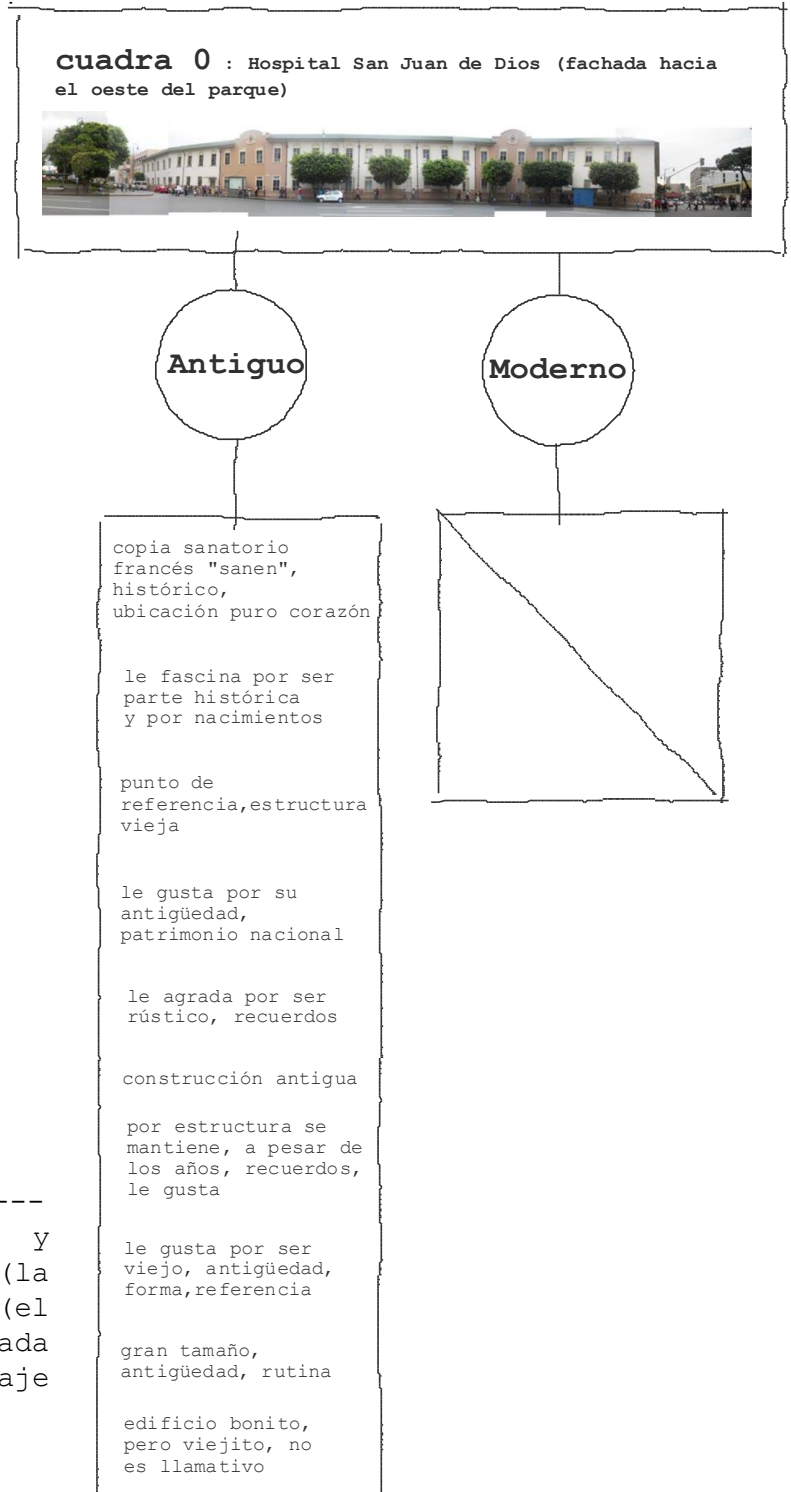 cuadra 0 : Hospital San Juan de Dios (fachada hacia
el oeste del parque)
Antiguo
Moderno
copia sanatorio
francés "sanen",
histórico,
ubicación puro corazón
le fascina por ser
parte histórica
y por nacimientos
punto de
referencia,estructura
vieja
le gusta por su
antigüedad,
patrimonio nacional
le agrada por ser
rústico, recuerdos
construcción antigua
por estructura se
mantiene, a pesar de
los años, recuerdos,
le gusta
le gusta por ser
viejo, antigüedad,
forma,referencia
gran tamaño,
antigüedad, rutina
edificio bonito,
pero viejito, no
es llamativo
---
y
(la
(el
ada
aje